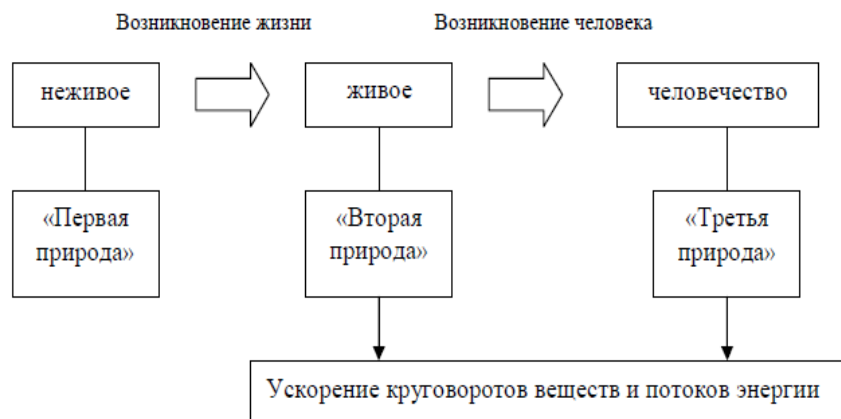 Возникновение жизни
Возникновение человека
неживое
живое
человечество
«Первая
природа»
«Вторая
природа»
«Третья
природа»
Ускорение круговоротов веществ и потоков энергии